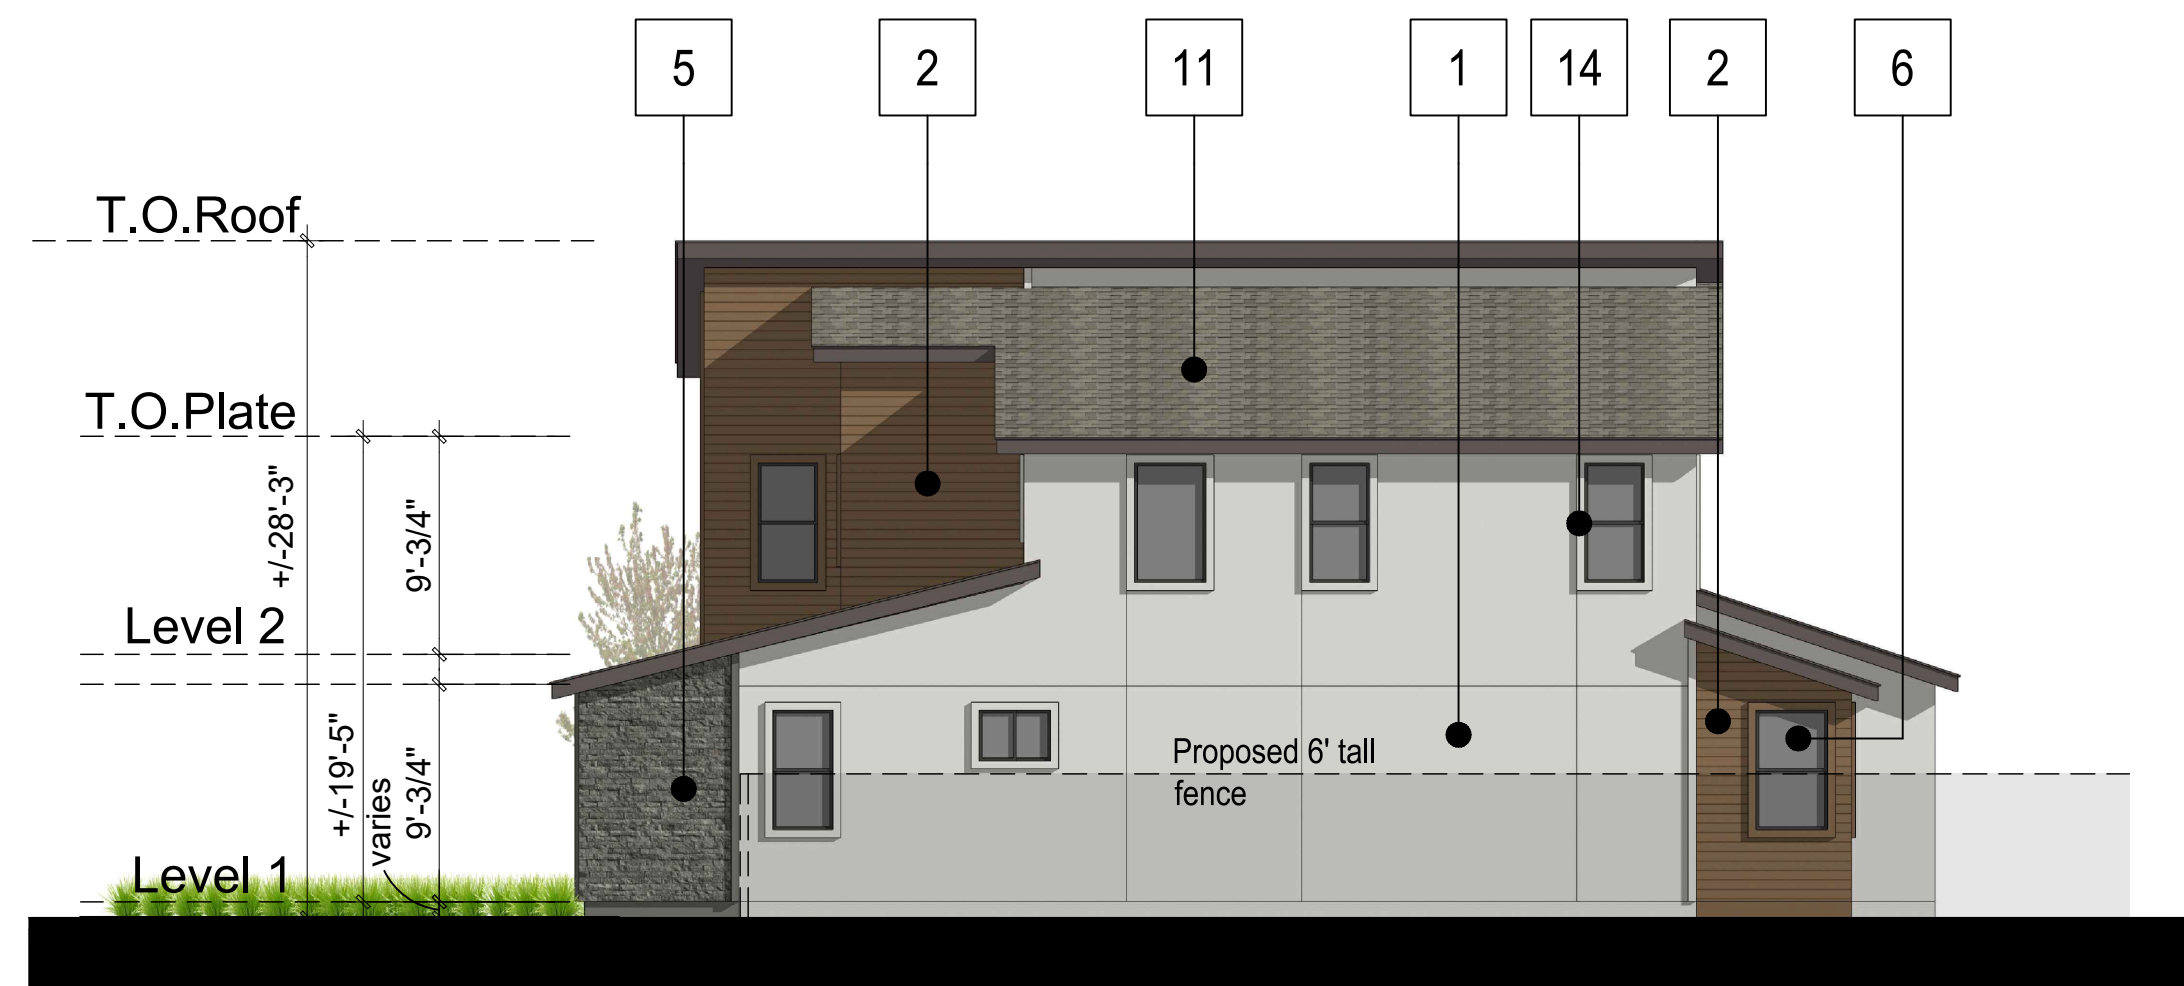 5 2 11 1 14 2 6
T.O.Roof
T.O.Plate
+/-28'-3"
9'-3/4"
Level 2
+/-19'-5"
varies
9'-3/4"
Proposed 6' tall
fence
Level 1